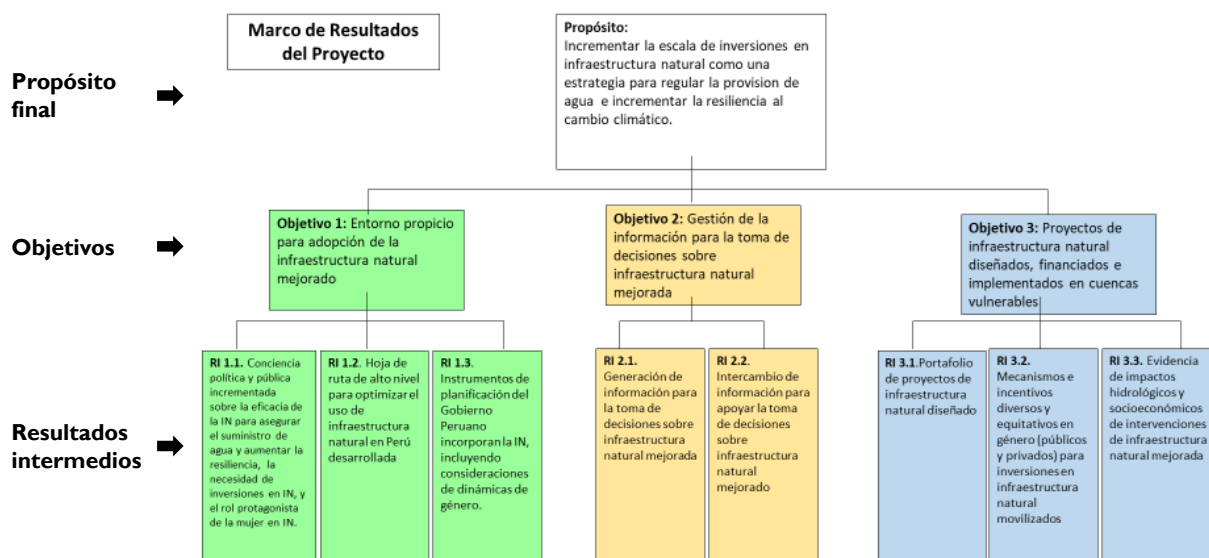 Marco de Resultados
del Proyecto
Propósito:
Incrementar la escala de inversiones en
infraestructura natural como una
estrategia para regular la provision de
agua e incrementar la resiliencia al
cambio climático.
Propósito
final
Objetivos
Objetivo 1: Entorno propicio
para adopción de la
infraestructura natural
mejorado
Objetivo 2: Gestión de la
información para la toma de
decisiones sobre
infraestructura natural
mejorada
Objetivo 3: Proyectos de
infraestructura natural
diseñados, financiados e
implementados en cuencas
vulnerables
Resultados
intermedios
RI 1.1. Conciencia
política y pública
incrementada
sobre la eficacia de
la IN para asegurar
el suministro de
agua y aumentar la
resiliencia, la
necesidad de
inversiones en IN, y
el rol protagonista
de la mujer en IN.
RI 1.2. Hoja de
ruta de alto nivel
para optimizar el
uso de
infraestructura
natural en Perú
desarrollada
RI 1.3.
Instrumentos de
planificación del
Gobierno
Peruano
incorporan la IN,
incluyendo
consideraciones
de dinámicas de
género.
RI 2.1.
Generación de
información para
la toma de
decisiones sobre
infraestructura
natural mejorada
RI 2.2.
Intercambio de
información para
apoyar la toma
de decisiones
sobre
infraestructura
natural
mejorado
RI 3.1.Portafolio
de proyectos de
infraestructura
natural diseñado
RI 3.2.
Mecanismos e
incentivos
diversos y
equitativos en
género (públicos
y privados) para
inversiones en
infraestructura
natural
movilizados
RI 3.3. Evidencia
de impactos
hidrológicos y
socioeconómicos
de intervenciones
de infraestructura
natural mejorada